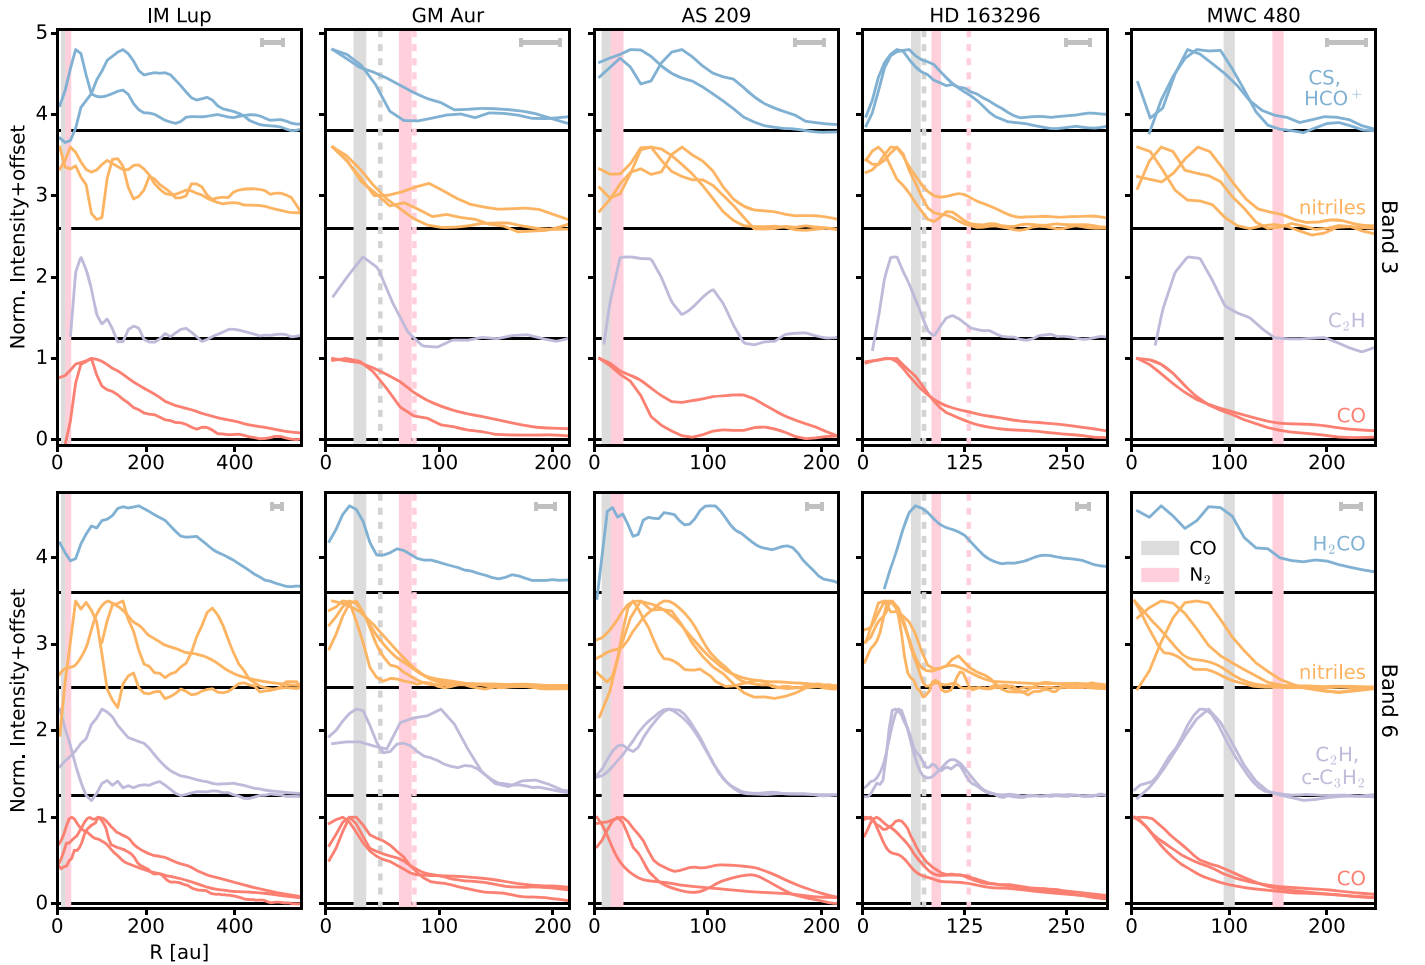 IM Lup
GM Aur
AS 209
HD 163296
MWC 480
Norm. Intensity+offset
5
4
3
2
1
0
CS,
HCO⁺
nitriles
C₂H
CO
Band 3
0 200 400
0 100 200
0 100 200
0 125 250
0 100 200
Norm. Intensity+offset
4
3
2
1
0
CO
N₂
H₂CO
nitriles
C₂H,
c-C₃H₂
CO
Band 6
0 200 400
0 100 200
0 100 200
0 125 250
0 100 200
R [au]